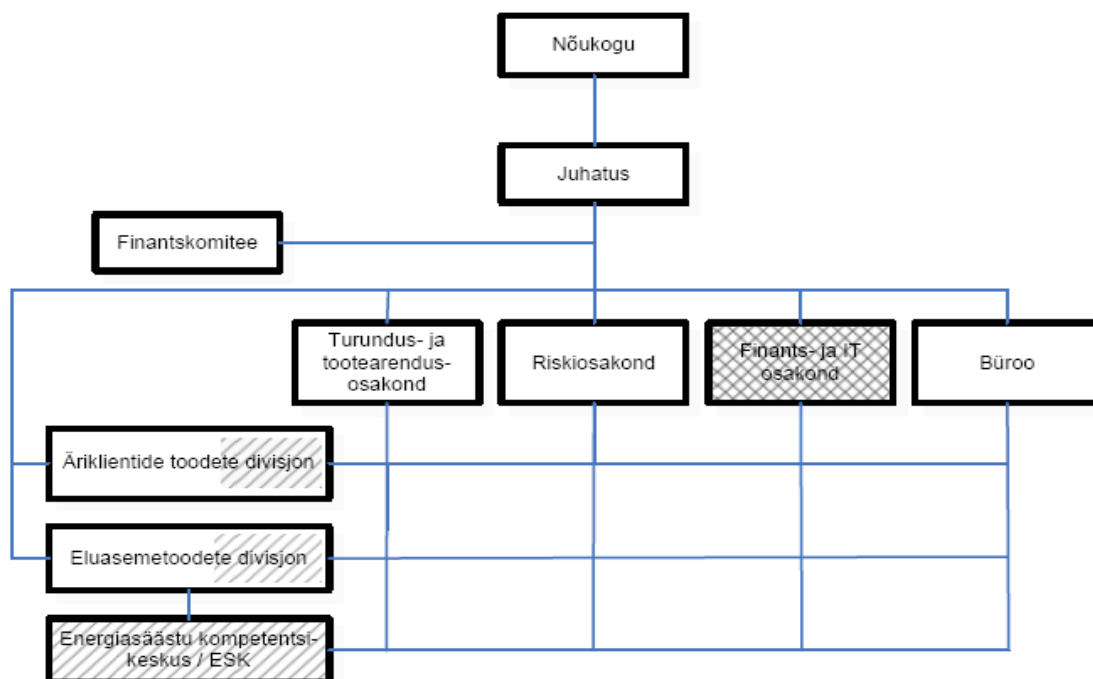 Nõukogu
Juhatus
Finantskomitee
Turundus- ja
tootearendus-
osakond
Riskiosakond
Finants- ja IT
osakond
Büroo
Äriklientide toodete divisjon
Eluasemetoodete divisjon
Energiasäästu kompetentsi-
keskus / ESK